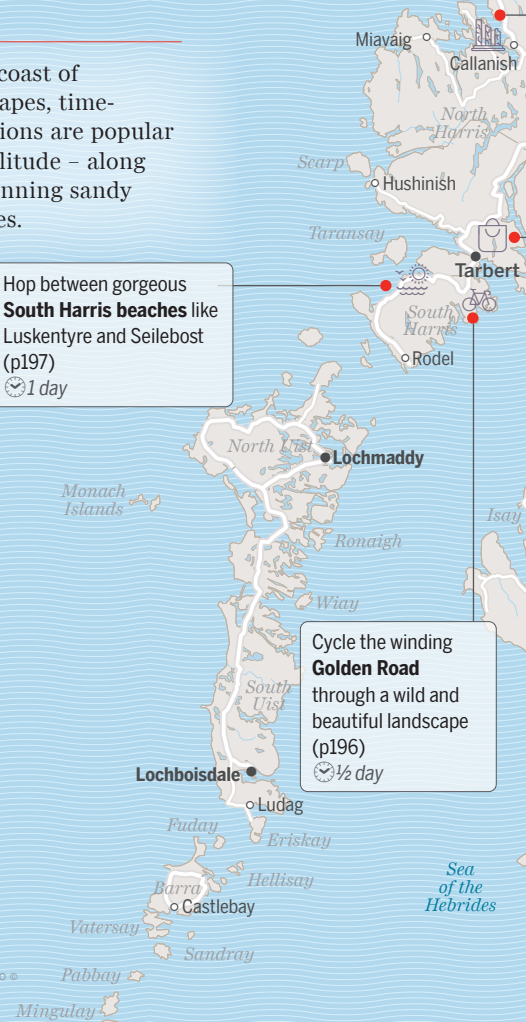 coast of
apes, time-
ions are popular
litude – along
nning sandy
es.
Miavaig
Callanish
North
Harris
Scarp
Hushinish
Taransay
Tarbert
Hop between gorgeous
South Harris beaches like
Luskentyre and Seilebost
(p197)
1 day
South
Harris
Rodel
North Uist
Lochmaddy
Monach
Islands
Isay
Ronaigh
Wiay
Cycle the winding
Golden Road
through a wild and
beautiful landscape
(p196)
½ day
South
Uist
Lochboisdale
Ludag
Fuday
Eriskay
Hellisay
Barra
Castlebay
Sea
of the
Hebrides
Vatersay
Sandray
Pabbay
Mingulay